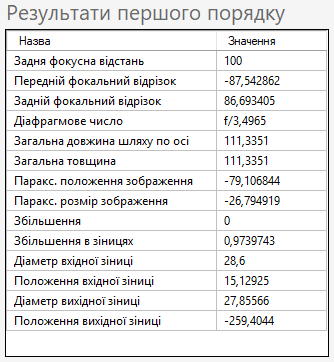 Результати першого порядку
Назва Значення
Задня фокусна відстань 100
Передній фокальний відрізок -87,542862
Задній фокальний відрізок 86,693405
Діафрагмове число f/3,4965
Загальна довжина шляху по осі 111,3351
Загальна товщина 111,3351
Паракс. положення зображення -79,106844
Паракс. розмір зображення -26,794919
Збільшення 0
Збільшення в зіницях 0,9739743
Діаметр вхідної зіниці 28,6
Положення вхідної зіниці 15,12925
Діаметр вихідної зіниці 27,85566
Положення вихідної зіниці -259,4044